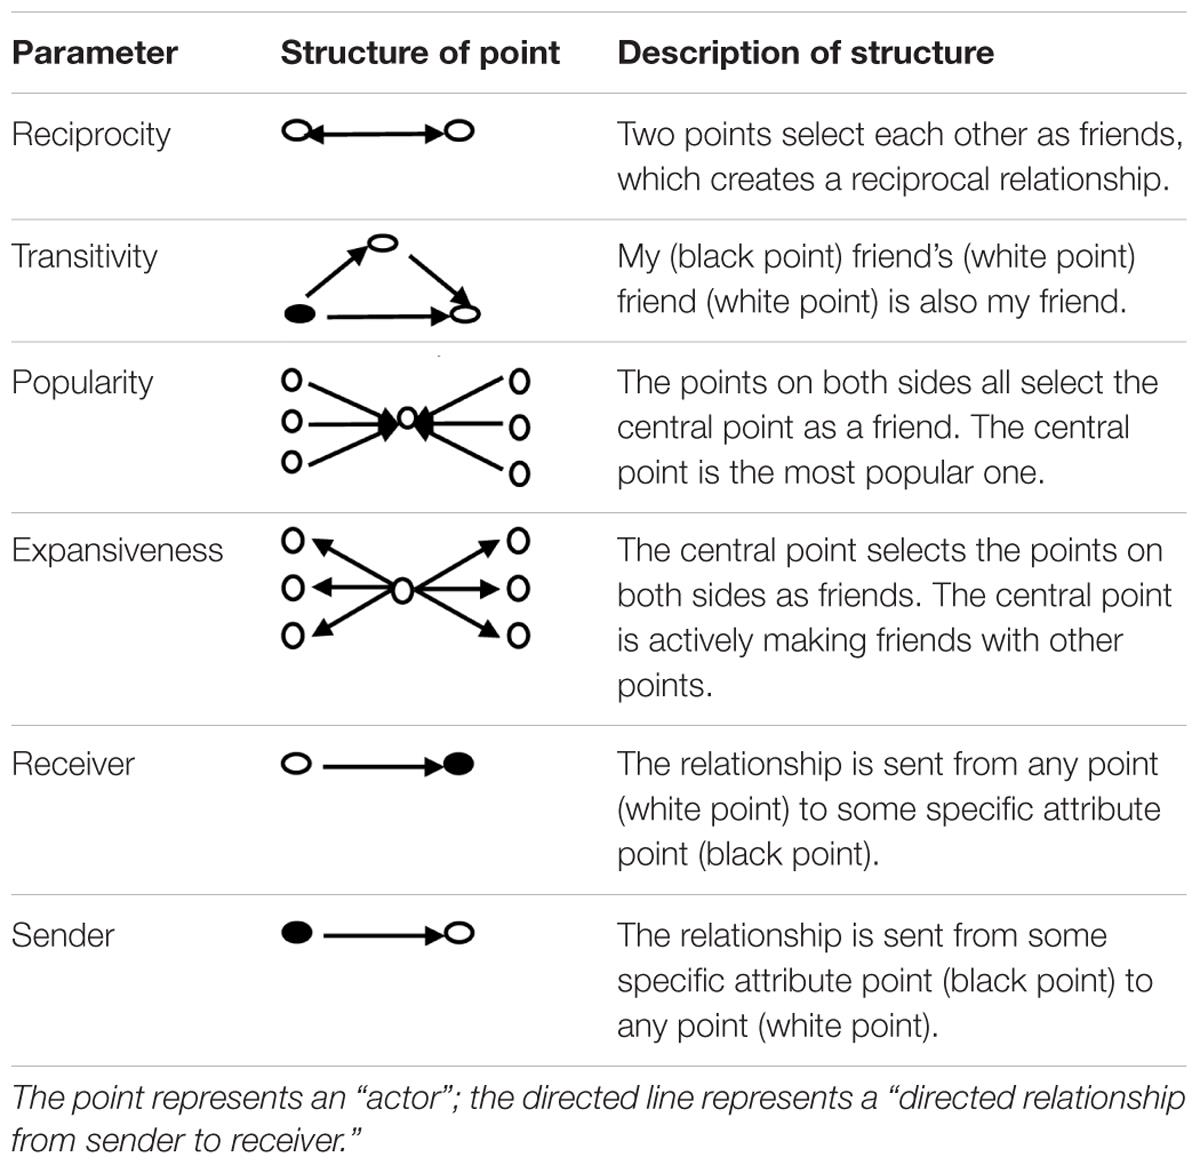 Parameter Structure of point Description of structure
Reciprocity Two points select each other as friends,
which creates a reciprocal relationship.
Transitivity My (black point) friend’s (white point)
friend (white point) is also my friend.
Popularity The points on both sides all select the
central point as a friend. The central
point is the most popular one.
Expansiveness The central point selects the points on
both sides as friends. The central point
is actively making friends with other
points.
Receiver The relationship is sent from any point
(white point) to some specific attribute
point (black point).
Sender The relationship is sent from some
specific attribute point (black point) to
any point (white point).
The point represents an “actor”; the directed line represents a “directed relationship
from sender to receiver.”